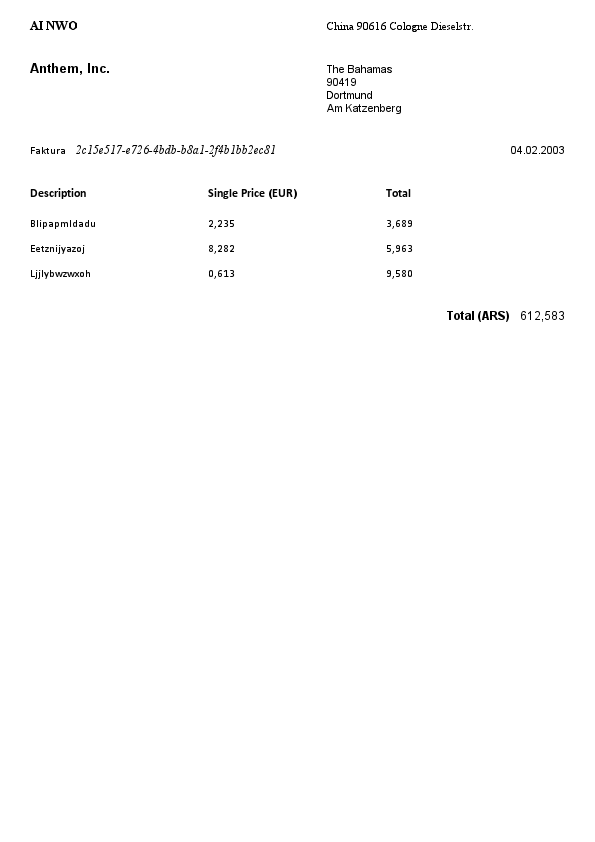 AI NWO China 90616 Cologne Dieselstr.
Anthem, Inc. The Bahamas
90419
Dortmund
Am Katzenberg
Faktura 2c15e517-e726-4bdb-b8a1-2f4b1bb2ec81 04.02.2003
Description Single Price (EUR) Total
Blipapmldadu 2,235 3,689
Eetznijyazoj 8,282 5,963
Ljjlybwzwxoh 0,613 9,580
Total (ARS) 612,583